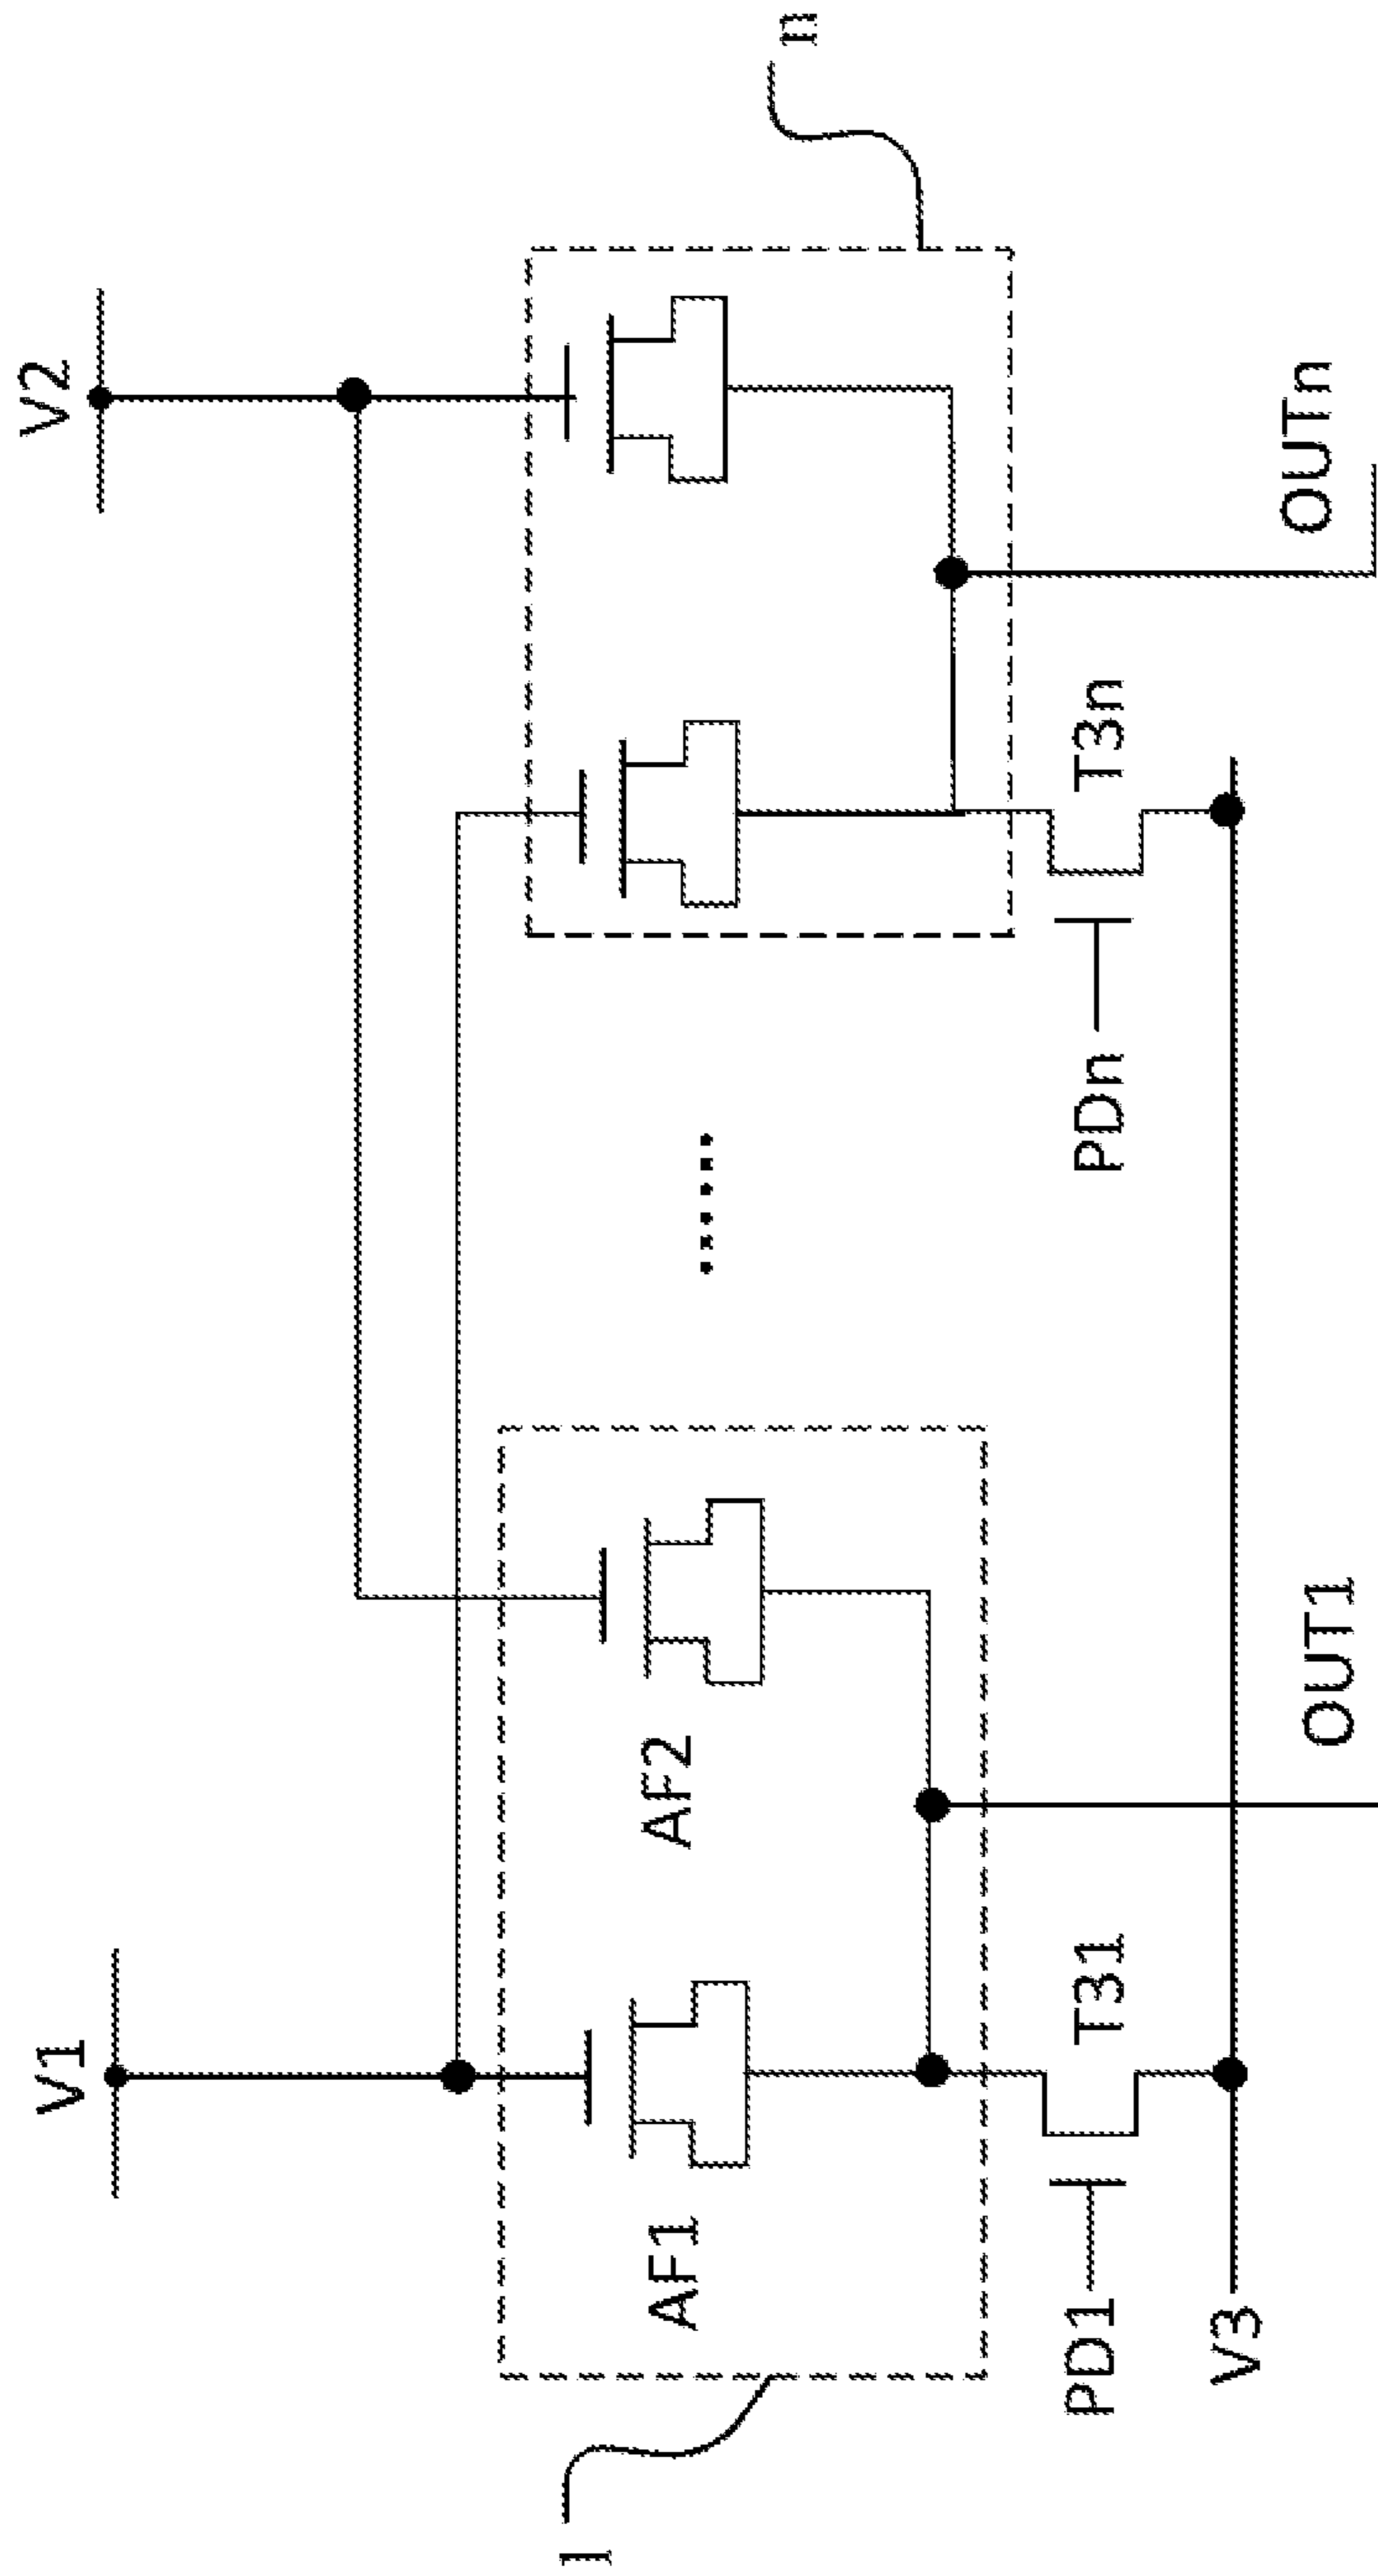 V1
V2
1
AF1
AF2
......
n
PD1
T31
PDn
T3n
V3
OUT1
OUTn